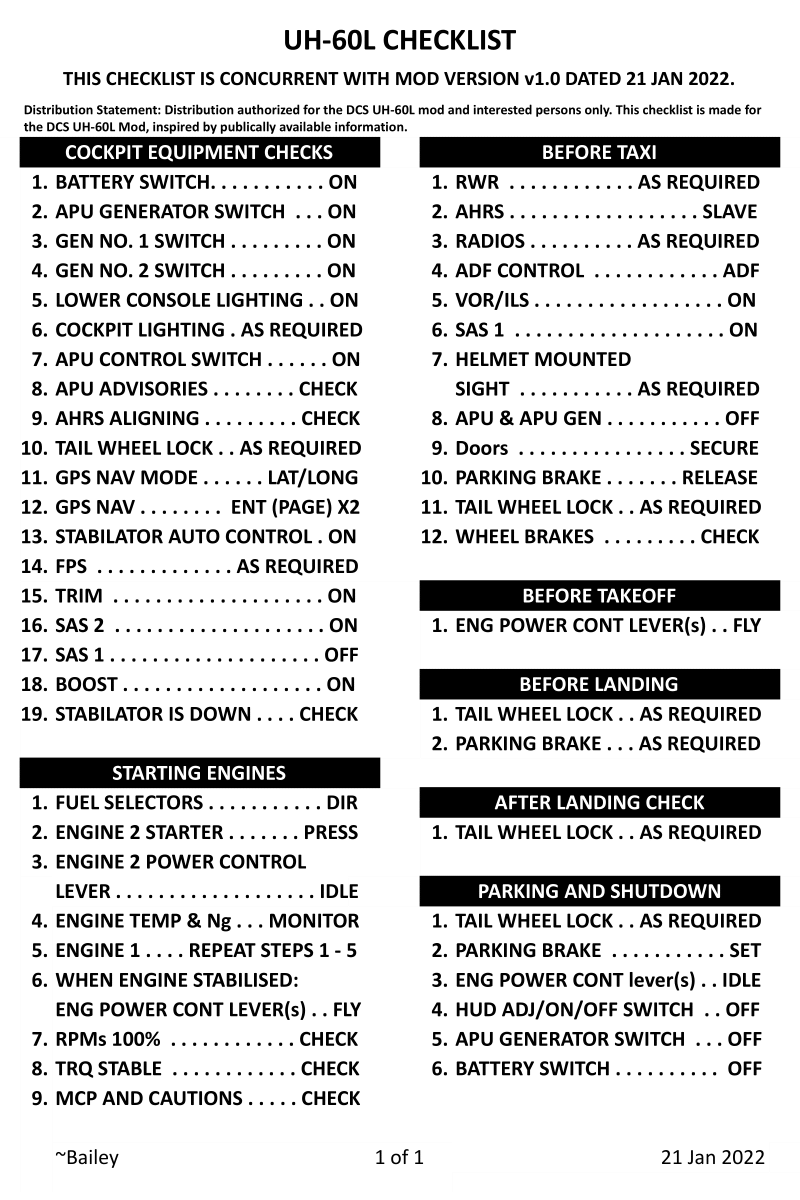 UH-60L CHECKLIST
THIS CHECKLIST IS CONCURRENT WITH MOD VERSION v1.0 DATED 21 JAN 2022.
Distribution Statement: Distribution authorized for the DCS UH-60L mod and interested persons only. This checklist is made for
the DCS UH-60L Mod, inspired by publically available information.
COCKPIT EQUIPMENT CHECKS
1. BATTERY SWITCH. . . . . . . . . . . ON
2. APU GENERATOR SWITCH . . . ON
3. GEN NO. 1 SWITCH . . . . . . . . . ON
4. GEN NO. 2 SWITCH . . . . . . . . . ON
5. LOWER CONSOLE LIGHTING . . ON
6. COCKPIT LIGHTING . AS REQUIRED
7. APU CONTROL SWITCH . . . . . . ON
8. APU ADVISORIES . . . . . . . . CHECK
9. AHRS ALIGNING . . . . . . . . . CHECK
10. TAIL WHEEL LOCK . . AS REQUIRED
11. GPS NAV MODE . . . . . . LAT/LONG
12. GPS NAV . . . . . . . . ENT (PAGE) X2
13. STABILATOR AUTO CONTROL . ON
14. FPS . . . . . . . . . . . . . AS REQUIRED
15. TRIM . . . . . . . . . . . . . . . . . . . . ON
16. SAS 2 . . . . . . . . . . . . . . . . . . . . ON
17. SAS 1 . . . . . . . . . . . . . . . . . . . . OFF
18. BOOST . . . . . . . . . . . . . . . . . . . ON
19. STABILATOR IS DOWN . . . . CHECK
STARTING ENGINES
1. FUEL SELECTORS . . . . . . . . . . . DIR
2. ENGINE 2 STARTER . . . . . . . PRESS
3. ENGINE 2 POWER CONTROL
LEVER . . . . . . . . . . . . . . . . . . . IDLE
4. ENGINE TEMP & Ng . . . MONITOR
5. ENGINE 1 . . . . REPEAT STEPS 1 - 5
6. WHEN ENGINE STABILISED:
ENG POWER CONT LEVER(s) . . FLY
7. RPMs 100% . . . . . . . . . . . . CHECK
8. TRQ STABLE . . . . . . . . . . . . CHECK
9. MCP AND CAUTIONS . . . . . CHECK
BEFORE TAXI
1. RWR . . . . . . . . . . . . AS REQUIRED
2. AHRS . . . . . . . . . . . . . . . . . . SLAVE
3. RADIOS . . . . . . . . . . AS REQUIRED
4. ADF CONTROL . . . . . . . . . . . . ADF
5. VOR/ILS . . . . . . . . . . . . . . . . . . ON
6. SAS 1 . . . . . . . . . . . . . . . . . . . . ON
7. HELMET MOUNTED
SIGHT . . . . . . . . . . . AS REQUIRED
8. APU & APU GEN . . . . . . . . . . . OFF
9. Doors . . . . . . . . . . . . . . . . SECURE
10. PARKING BRAKE . . . . . . . RELEASE
11. TAIL WHEEL LOCK . . AS REQUIRED
12. WHEEL BRAKES . . . . . . . . . CHECK
BEFORE TAKEOFF
1. ENG POWER CONT LEVER(s) . . FLY
BEFORE LANDING
1. TAIL WHEEL LOCK . . AS REQUIRED
2. PARKING BRAKE . . . AS REQUIRED
AFTER LANDING CHECK
1. TAIL WHEEL LOCK . . AS REQUIRED
PARKING AND SHUTDOWN
1. TAIL WHEEL LOCK . . AS REQUIRED
2. PARKING BRAKE . . . . . . . . . . . SET
3. ENG POWER CONT lever(s) . . IDLE
4. HUD ADJ/ON/OFF SWITCH . . OFF
5. APU GENERATOR SWITCH . . . OFF
6. BATTERY SWITCH . . . . . . . . . . OFF
~Bailey
1 of 1
21 Jan 2022